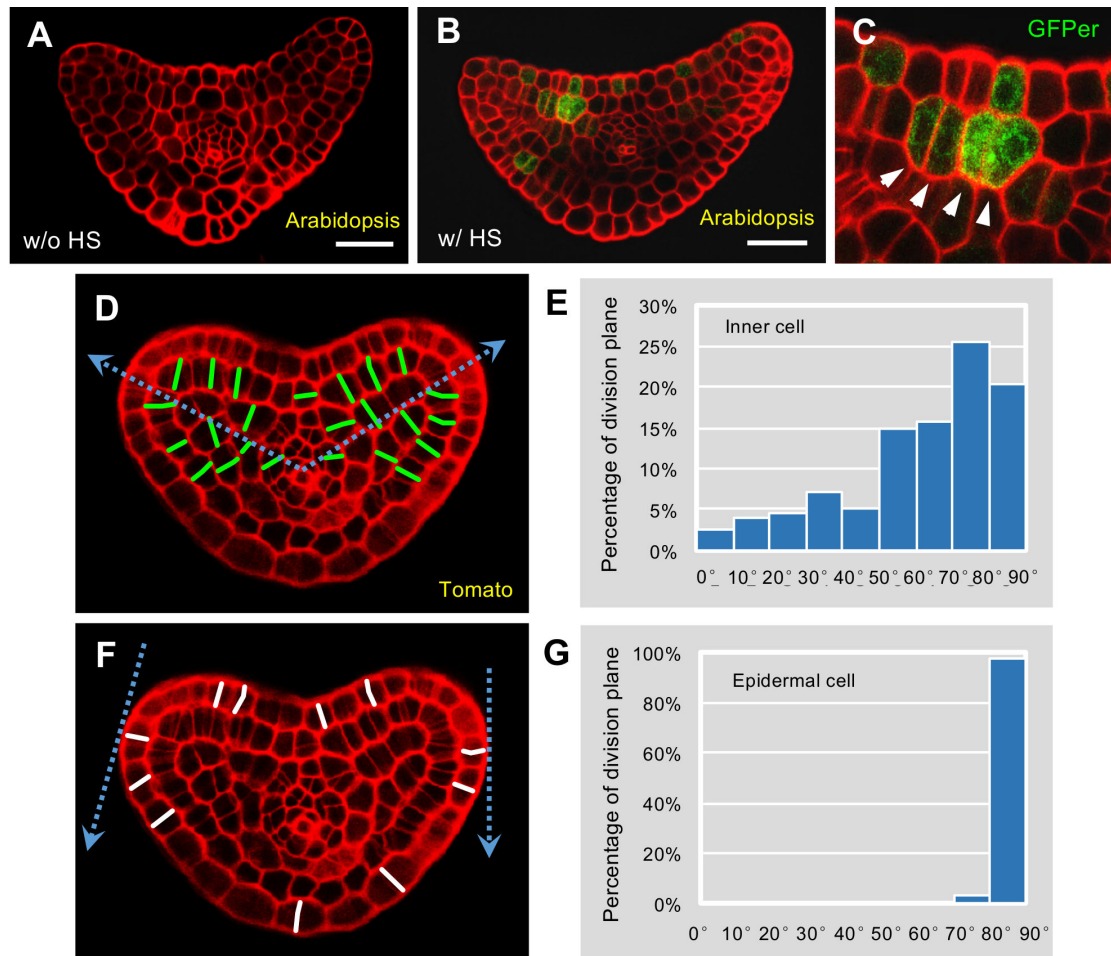 A
w/o HS
Arabidopsis
B
w/ HS
Arabidopsis
C
GFPer
D
Tomato
E
Inner cell
Percentage of division plane
30%
25%
20%
15%
10%
5%
0%
0° 10° 20° 30° 40° 50° 60° 70° 80° 90°
F
G
Epidermal cell
Percentage of division plane
100%
80%
60%
40%
20%
0%
0° 10° 20° 30° 40° 50° 60° 70° 80° 90°